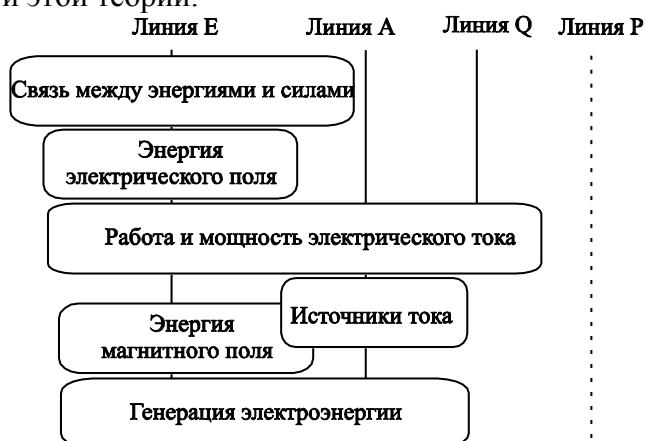 и этой теории.
Линия E Линия A Линия Q Линия P
Связь между энергиями и силами
Энергия
электрического поля
Работа и мощность электрического тока
Источники тока
Энергия
магнитного поля
Генерация электроэнергии